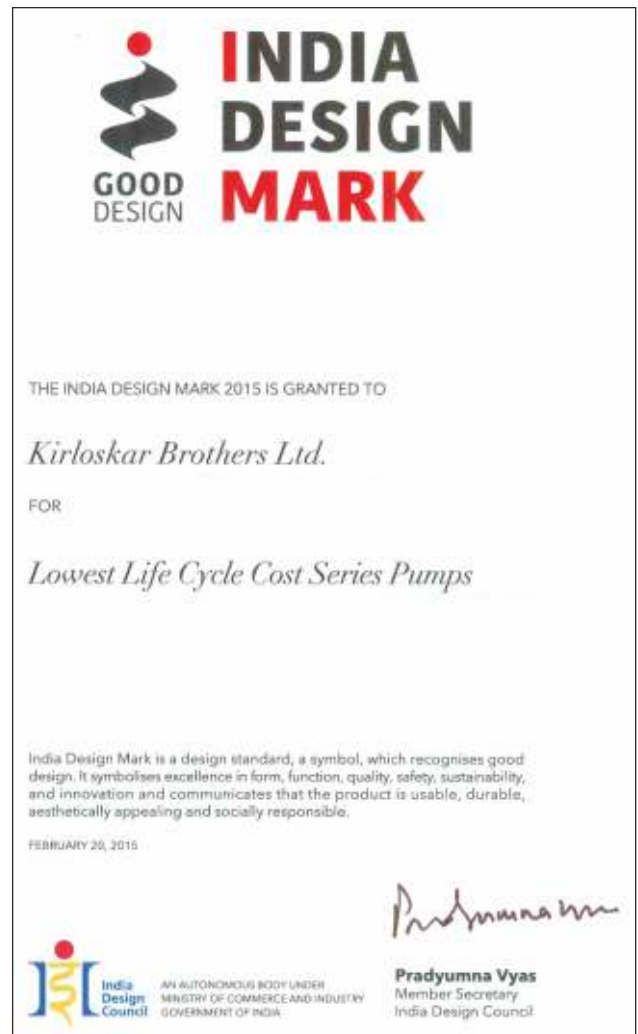 INDIA
DESIGN
MARK
GOOD
DESIGN
THE INDIA DESIGN MARK 2015 IS GRANTED TO
Kirloskar Brothers Ltd.
FOR
Lowest Life Cycle Cost Series Pumps
India Design Mark is a design standard, a symbol, which recognises good
design. It symbolises excellence in form, function, quality, safety, sustainability,
and innovation and communicates that the product is usable, durable,
aesthetically appealing and socially responsible.
FEBRUARY 20, 2015
Pradyumna Vyas
Member Secretary
India Design Council
India
Design
Council
AN AUTONOMOUS BODY UNDER
MINISTRY OF COMMERCE AND INDUSTRY
GOVERNMENT OF INDIA